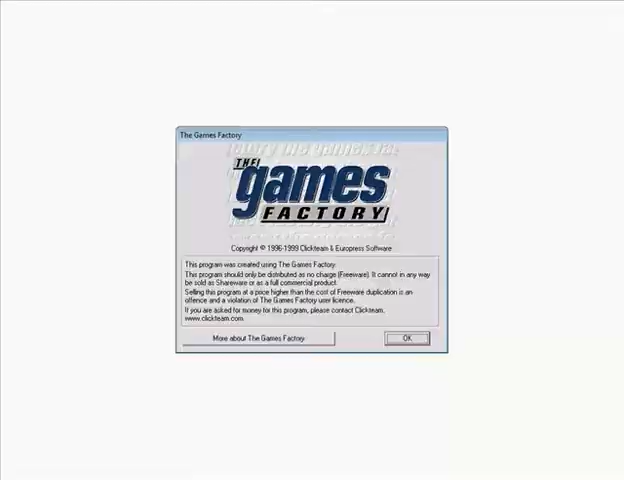 The Games Factory
THE
games
FACTORY
Copyright © 1996-1999 Clickteam & Europress Software
This program was created using The Games Factory.
This program should only be distributed as no charge (Freeware). It cannot in any way
be sold as Shareware or as a full commercial product.
Selling this program at a price higher than the cost of Freeware duplication is an
offence and a violation of The Games Factory user licence.
If you are asked for money for this program, please contact Clickteam.
www.clickteam.com
More about The Games Factory
OK